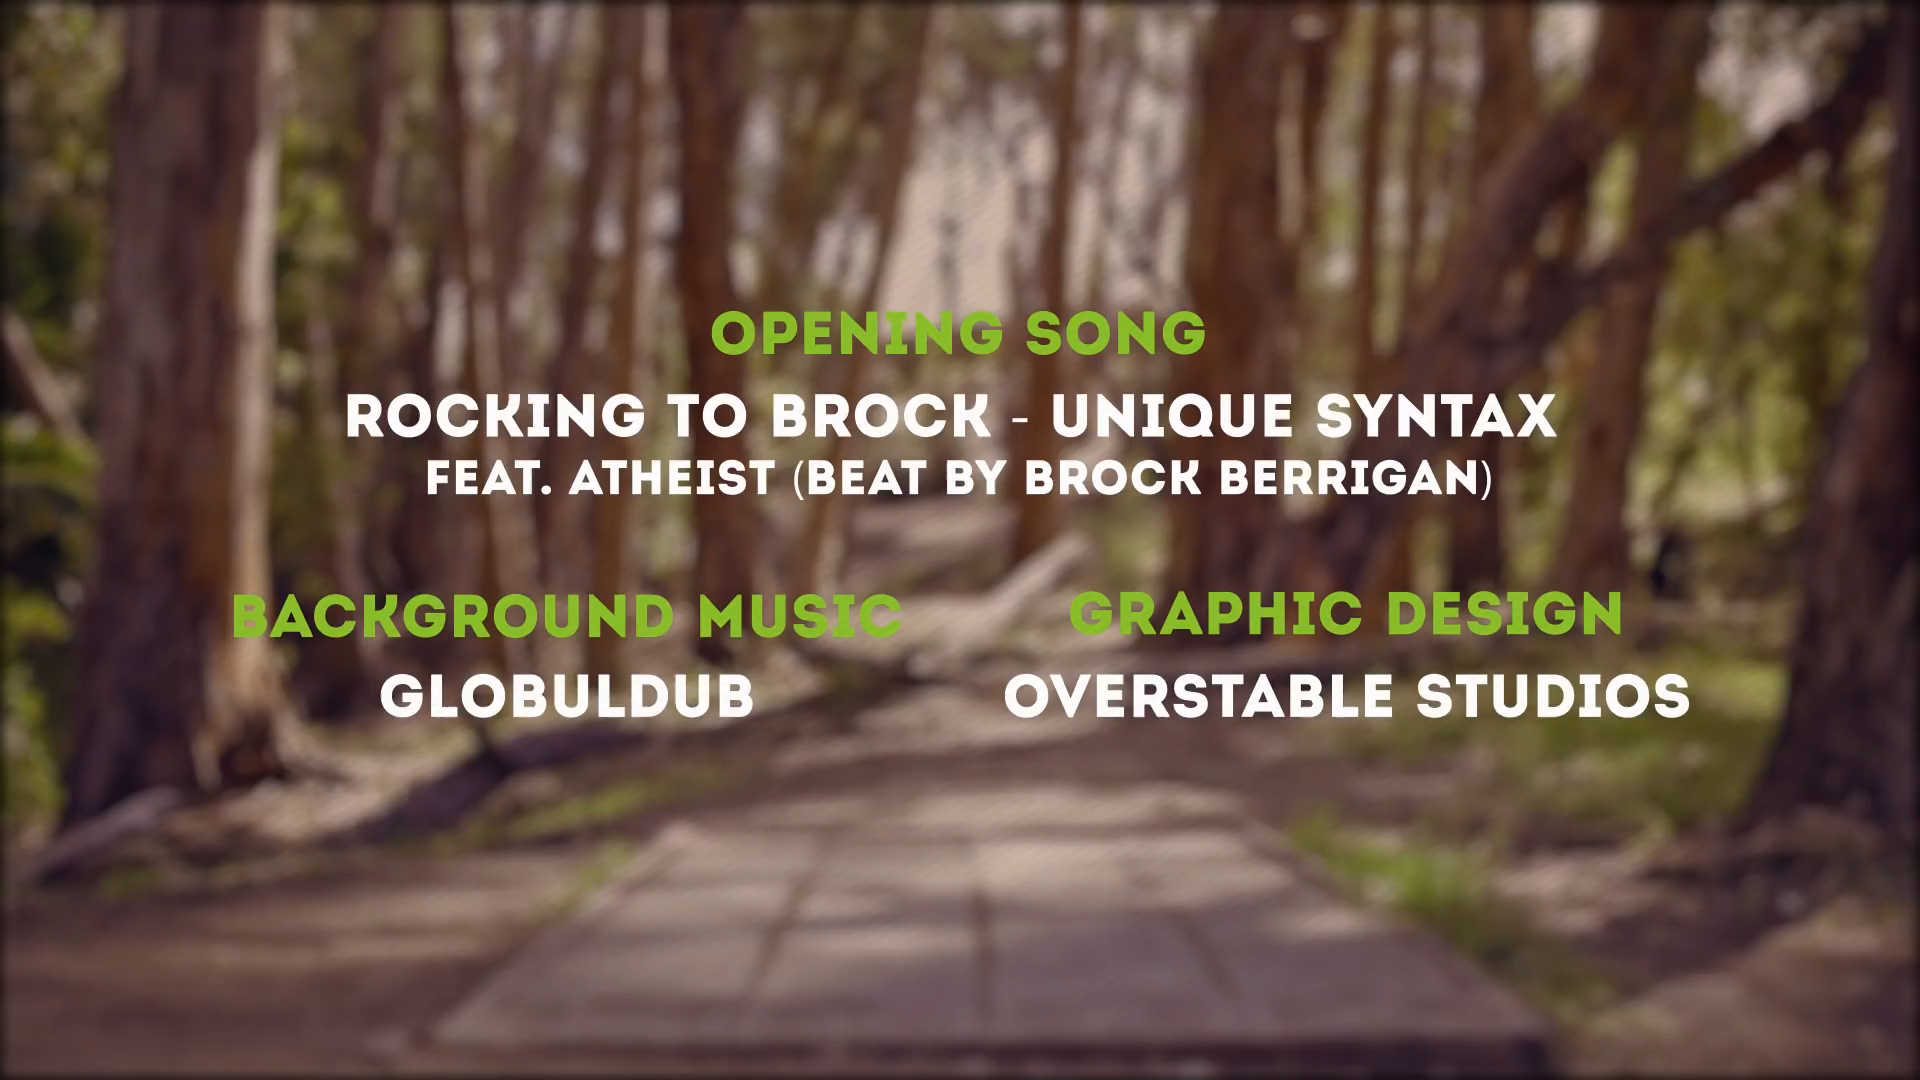 OPENING SONG
ROCKING TO BROCK - UNIQUE SYNTAX
FEAT. ATHEIST (BEAT BY BROCK BERRIGAN)
BACKGROUND MUSIC
GLOBULDUB
GRAPHIC DESIGN
OVERSTABLE STUDIOS